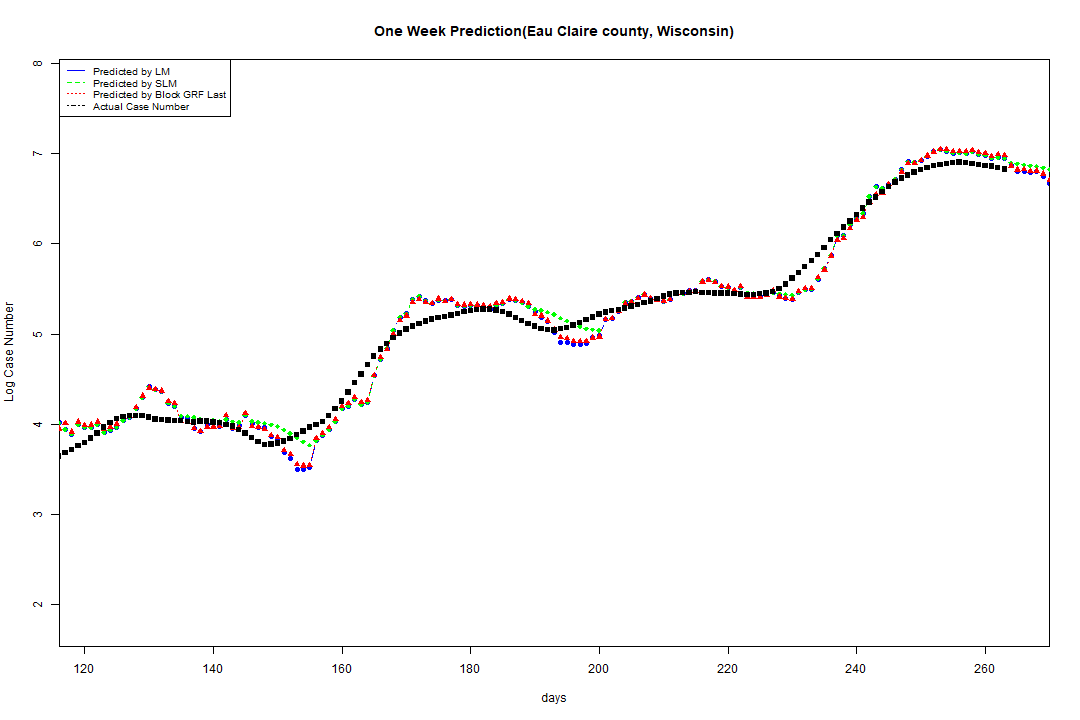 One Week Prediction(Eau Claire county, Wisconsin)
Predicted by LM
Predicted by SLM
Predicted by Block GRF Last
Actual Case Number
8
7
6
5
4
3
2
Log Case Number
120 140 160 180 200 220 240 260
days